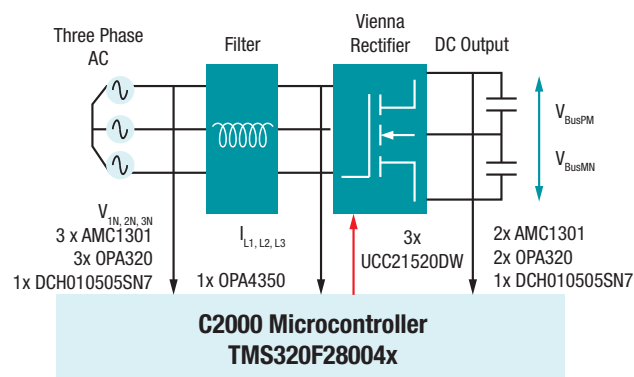 Three Phase
AC
Filter
Vienna
Rectifier
DC Output
V_BusPM
V_BusMN
V_1N, 2N, 3N
3 x AMC1301
3x OPA320
1x DCH010505SN7
I_L1, L2, L3
1x OPA4350
3x
UCC21520DW
2x AMC1301
2x OPA320
1x DCH010505SN7
C2000 Microcontroller
TMS320F28004x